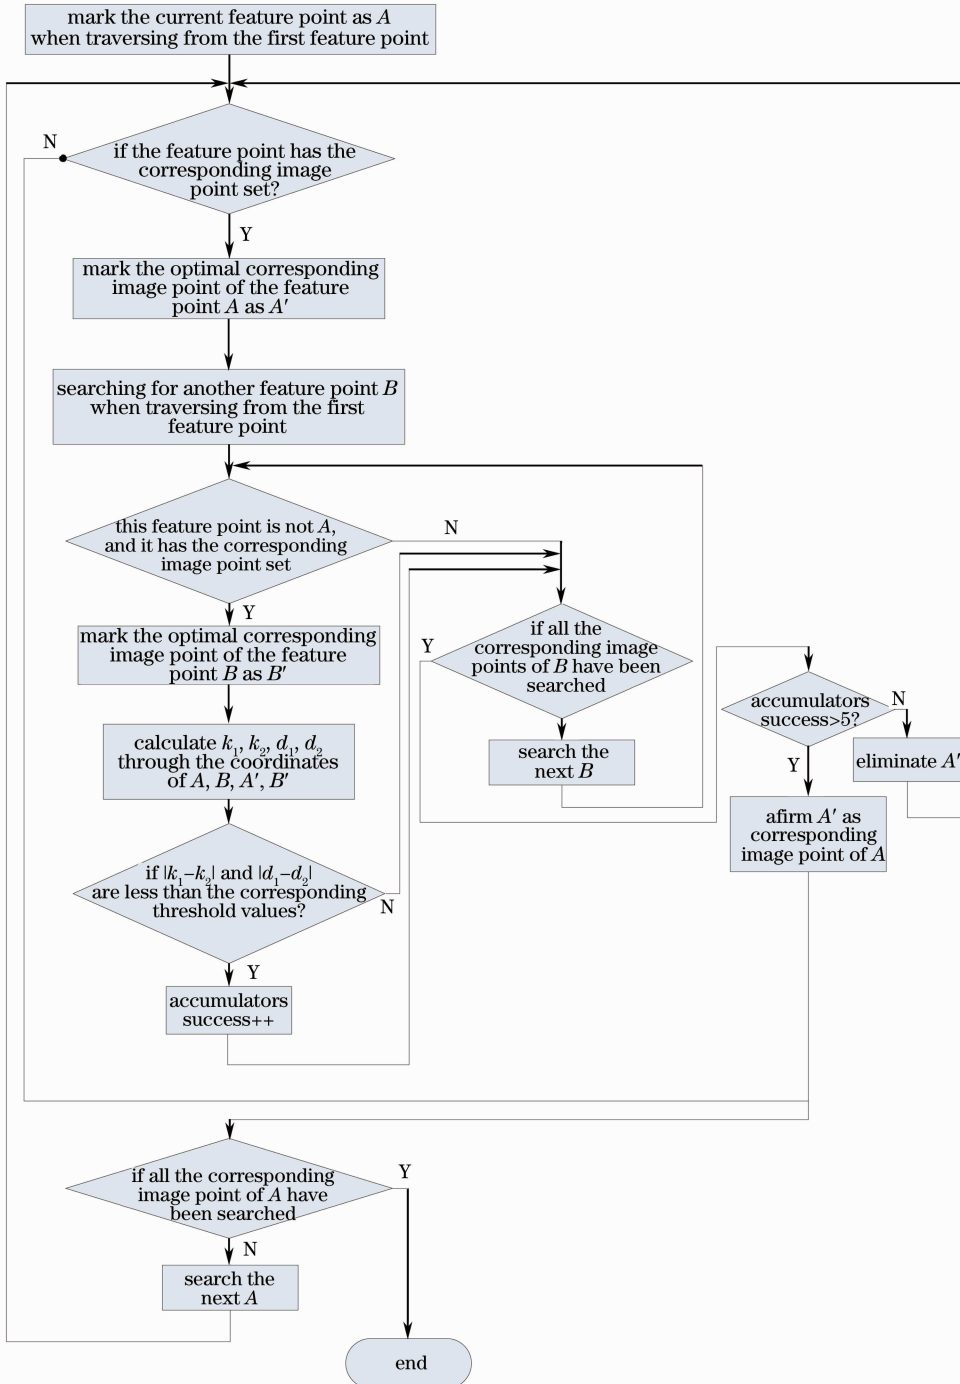 mark the current feature point as A
when traversing from the first feature point
N
if the feature point has the
corresponding image
point set?
Y
mark the optimal corresponding
image point of the feature
point A as A′
searching for another feature point B
when traversing from the first
feature point
this feature point is not A,
and it has the corresponding
image point set
N
Y
mark the optimal corresponding
image point of the feature
point B as B′
calculate k₁, k₂, d₁, d₂
through the coordinates
of A, B, A′, B′
if |k₁−k₂| and |d₁−d₂|
are less than the corresponding
threshold values?
N
Y
accumulators
success++
if all the
corresponding image
points of B have been
searched
Y
search the
next B
accumulators
success>5?
N
Y
eliminate A′
afirm A′ as
corresponding
image point of A
if all the corresponding
image point of A have
been searched
Y
N
search the
next A
end